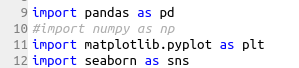 9 import pandas as pd
10 #import numpy as np
11 import matplotlib.pyplot as plt
12 import seaborn as sns